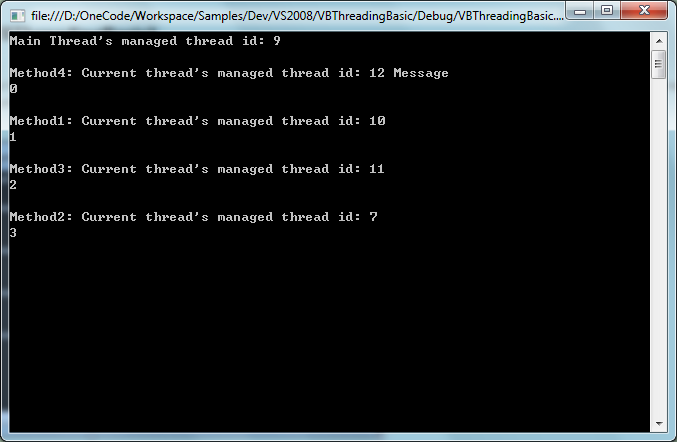 file:///D:/OneCode/Workspace/Samples/Dev/VS2008/VBThreadingBasic/Debug/VBThreadingBasic....
Main Thread's managed thread id: 9
Method4: Current thread's managed thread id: 12 Message
0
Method1: Current thread's managed thread id: 10
1
Method3: Current thread's managed thread id: 11
2
Method2: Current thread's managed thread id: 7
3